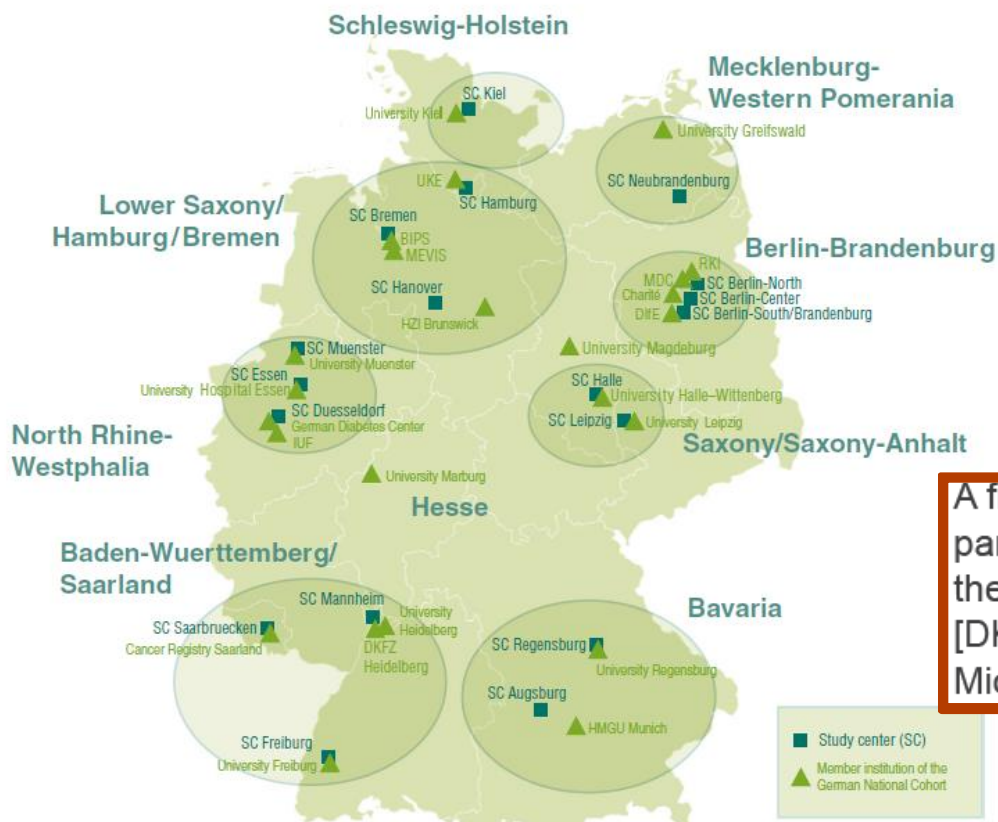 Schleswig-Holstein
SC Kiel
University Kiel
Mecklenburg-
Western Pomerania
University Greifswald
SC Neubrandenburg
Lower Saxony/
Hamburg/Bremen
UKE
SC Hamburg
SC Bremen
BIPS
MEVIS
SC Hanover
HZI Brunswick
Berlin-Brandenburg
RKI
MDC
SC Berlin-North
Charité
SC Berlin-Center
DIfE
SC Berlin-South/Brandenburg
University Magdeburg
SC Muenster
University Muenster
SC Essen
University Hospital Essen
SC Duesseldorf
German Diabetes Center
IUF
North Rhine-
Westphalia
SC Halle
University Halle–Wittenberg
SC Leipzig
University Leipzig
Saxony/Saxony-Anhalt
University Marburg
Hesse
Baden-Wuerttemberg/
Saarland
SC Mannheim
University
Heidelberg
SC Saarbruecken
Cancer Registry Saarland
DKFZ
Heidelberg
SC Freiburg
University Freiburg
Bavaria
SC Regensburg
University Regensburg
SC Augsburg
HMGU Munich
A f
par
the
Mic
Study center (SC)
Member institution of the
German National Cohort